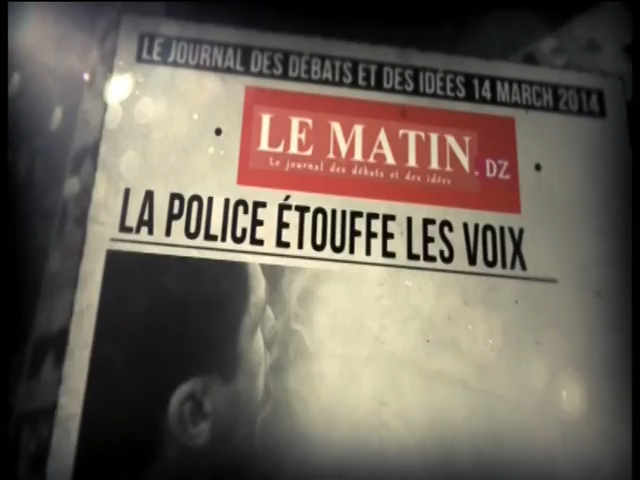 LE JOURNAL DES DÉBATS ET DES IDÉES 14 MARCH 2014
LE MATIN.DZ
Le journal des débats et des idées
LA POLICE ÉTOUFFE LES VOIX